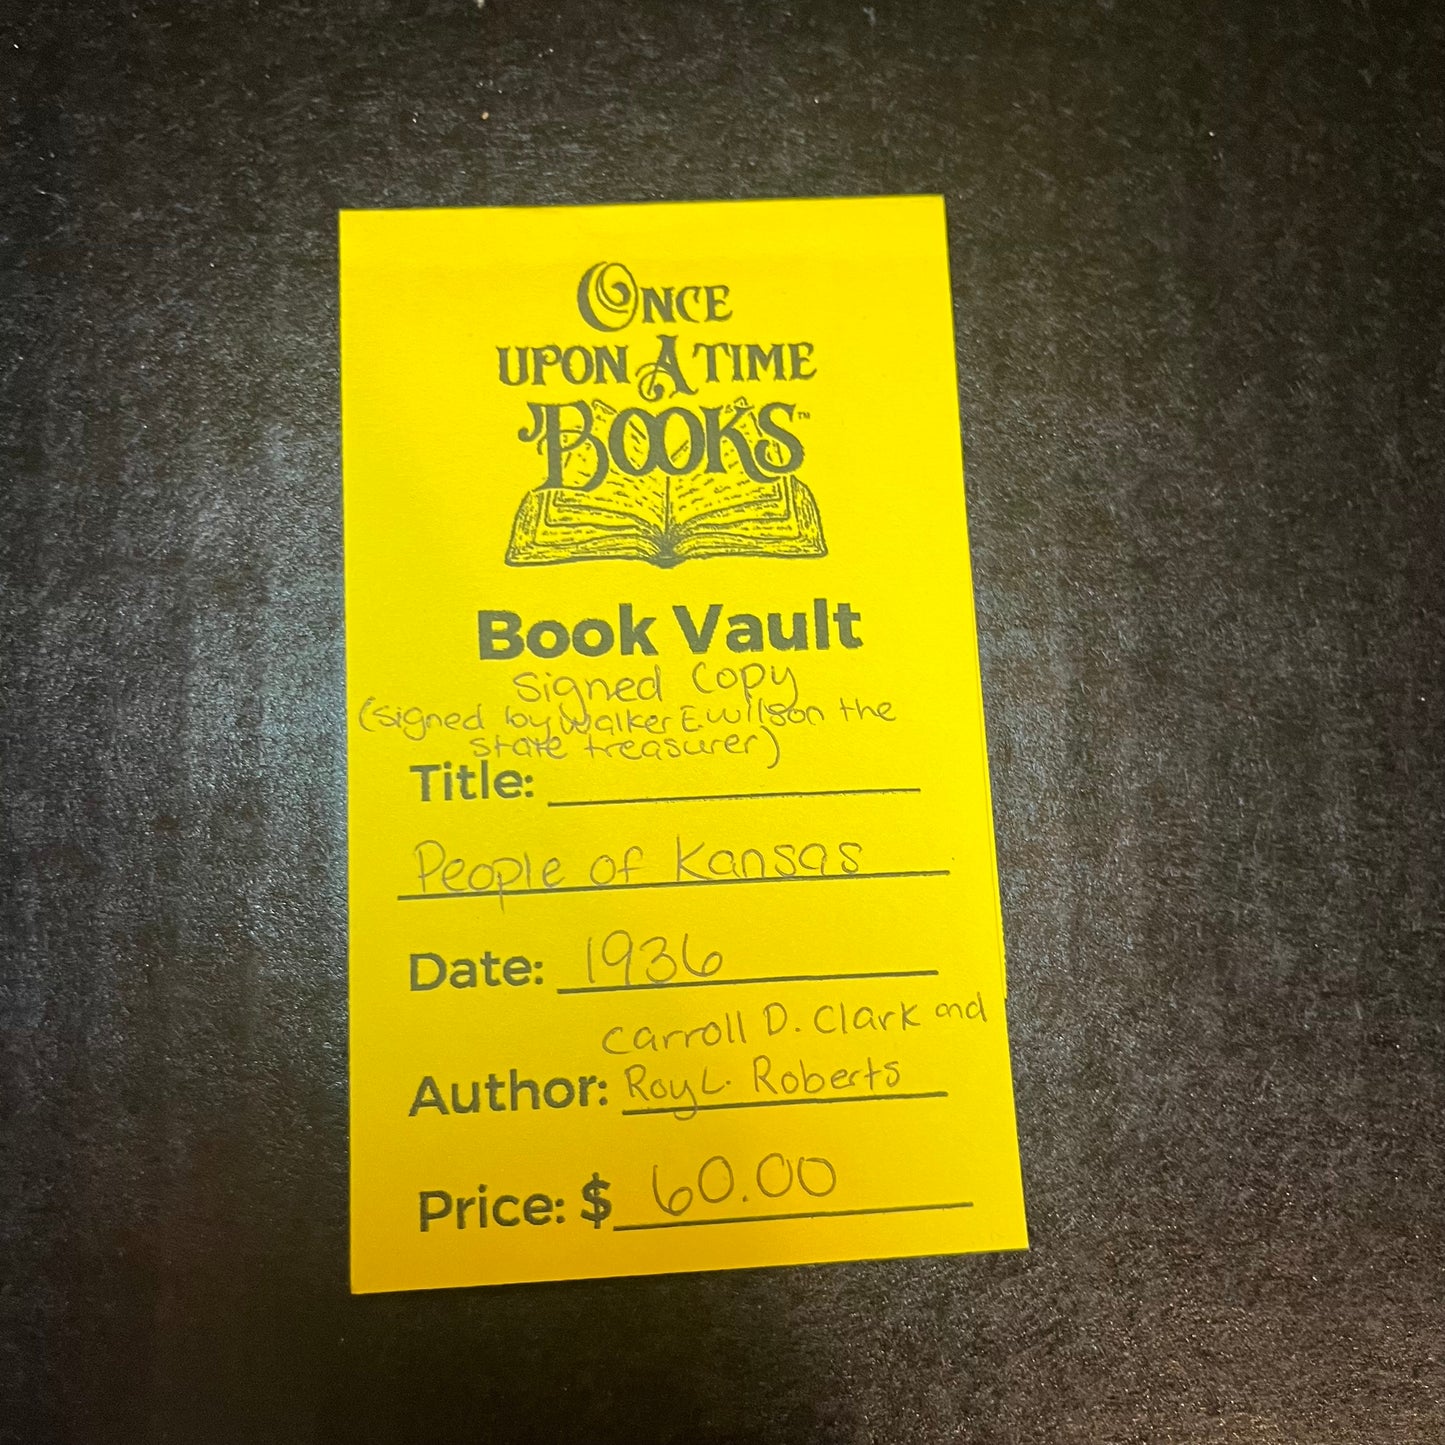 ONCE
UPON A TIME
BOOKS™
Book Vault
Signed Copy
(signed by Walker E. Wilson the
state treasurer)
Title:
People of Kansas
Date: 1936
Carroll D. Clark and
Author: Roy L. Roberts
Price: $ 60.00